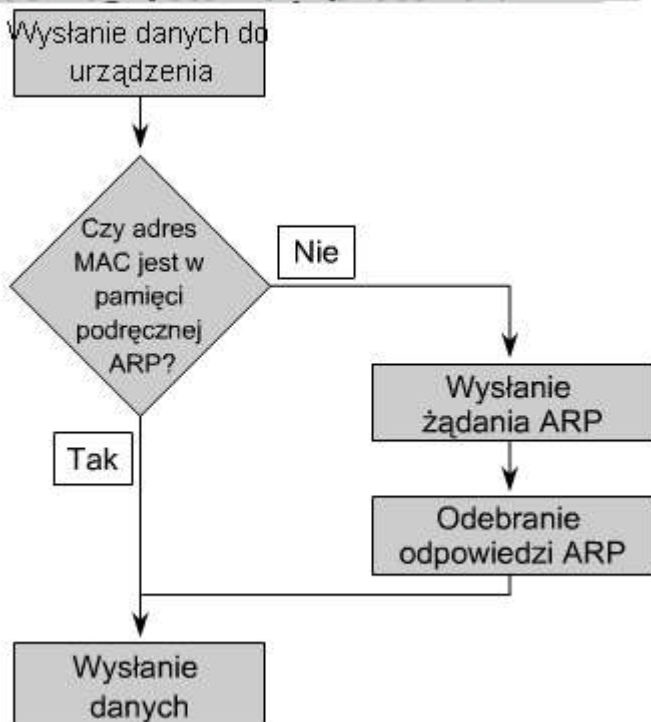 Wysłanie danych do
urządzenia
Czy adres
MAC jest w
pamięci
podręcznej
ARP?
Nie
Tak
Wysłanie
żądania ARP
Odebranie
odpowiedzi ARP
Wysłanie
danych